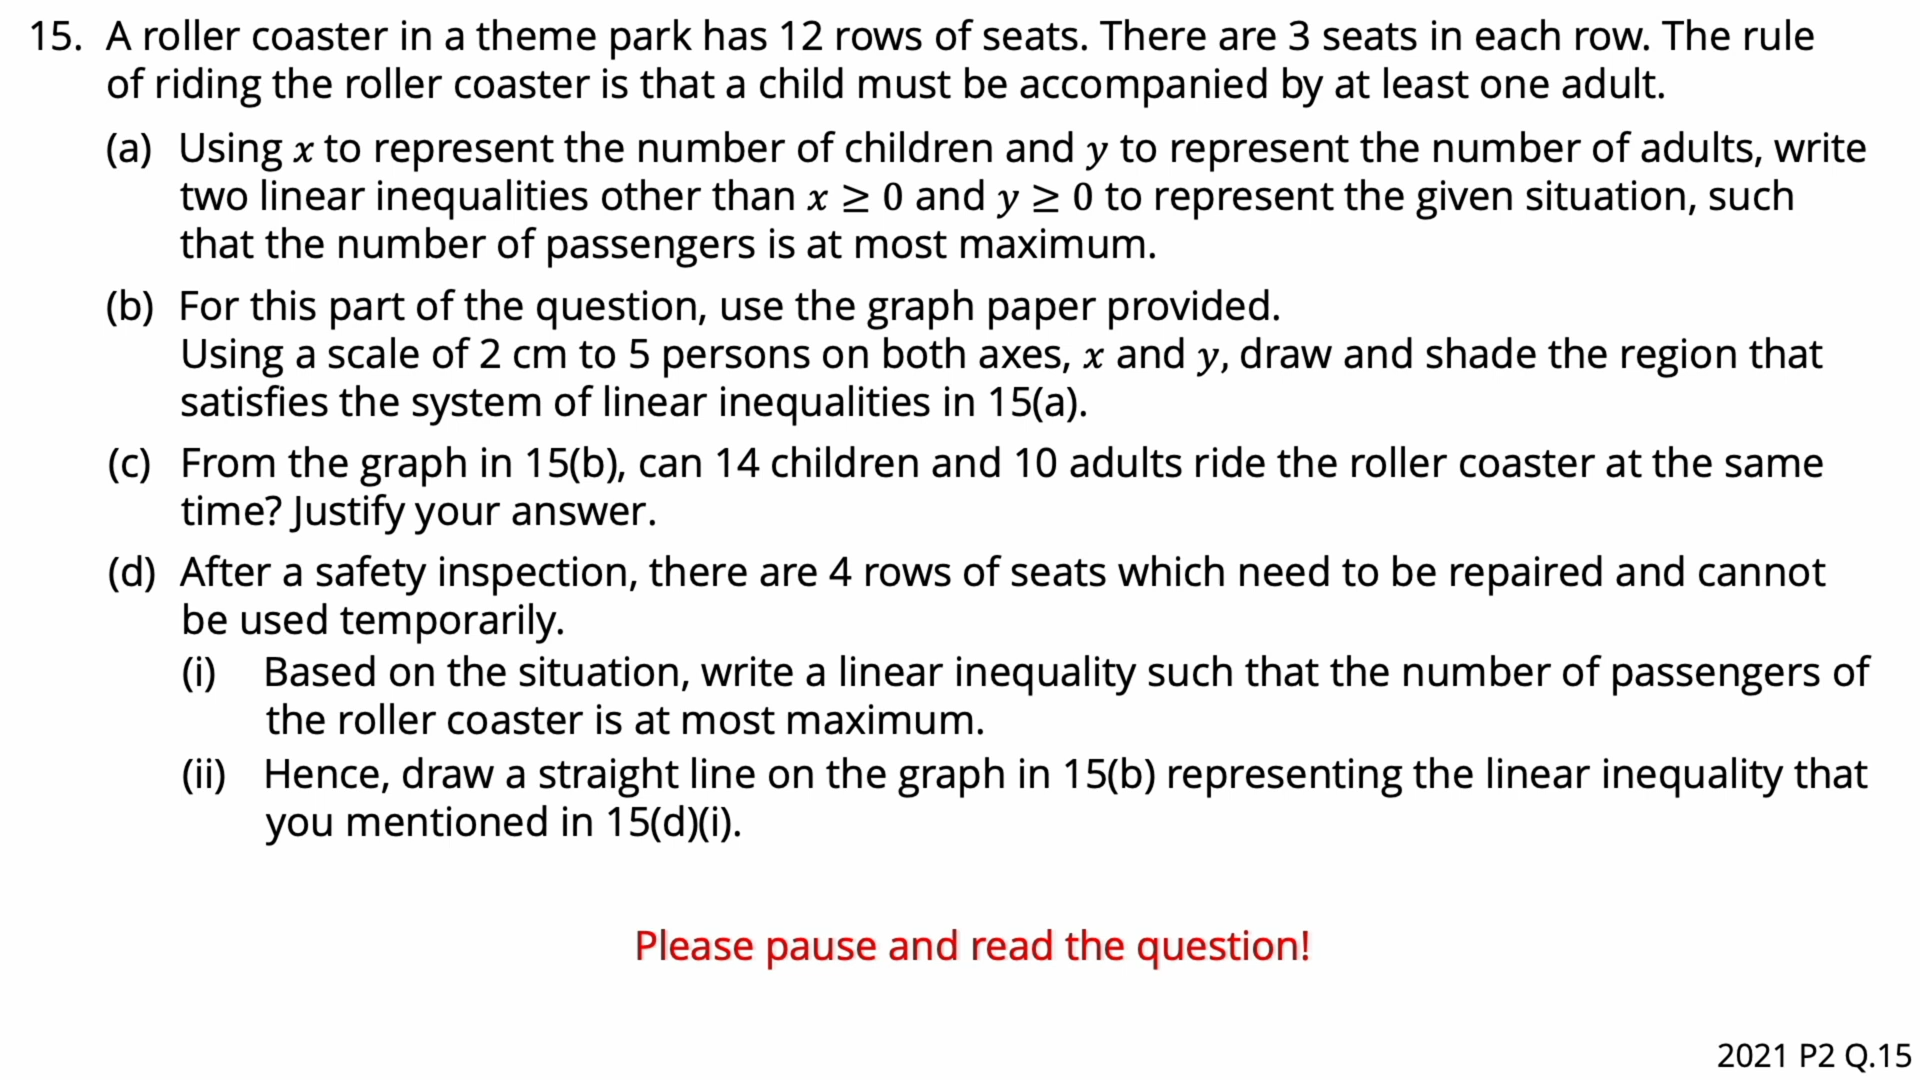 15. A roller coaster in a theme park has 12 rows of seats. There are 3 seats in each row. The rule
of riding the roller coaster is that a child must be accompanied by at least one adult.
(a) Using x to represent the number of children and y to represent the number of adults, write
two linear inequalities other than x ≥ 0 and y ≥ 0 to represent the given situation, such
that the number of passengers is at most maximum.
(b) For this part of the question, use the graph paper provided.
Using a scale of 2 cm to 5 persons on both axes, x and y, draw and shade the region that
satisfies the system of linear inequalities in 15(a).
(c) From the graph in 15(b), can 14 children and 10 adults ride the roller coaster at the same
time? Justify your answer.
(d) After a safety inspection, there are 4 rows of seats which need to be repaired and cannot
be used temporarily.
(i) Based on the situation, write a linear inequality such that the number of passengers of
the roller coaster is at most maximum.
(ii) Hence, draw a straight line on the graph in 15(b) representing the linear inequality that
you mentioned in 15(d)(i).
Please pause and read the question!
2021 P2 Q.15